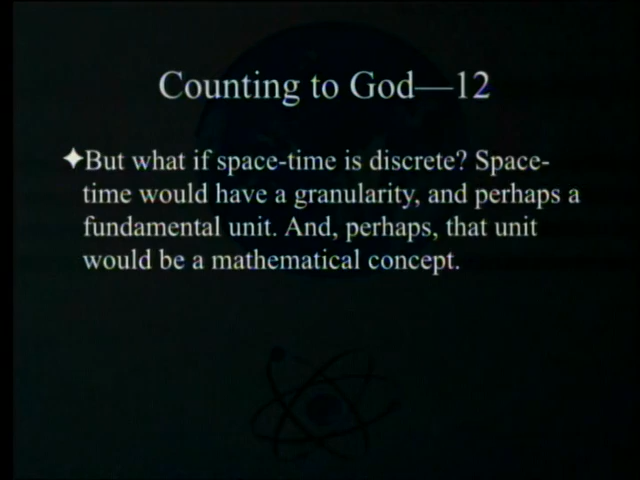 Counting to God—12
✦But what if space-time is discrete? Space-
time would have a granularity, and perhaps a
fundamental unit. And, perhaps, that unit
would be a mathematical concept.